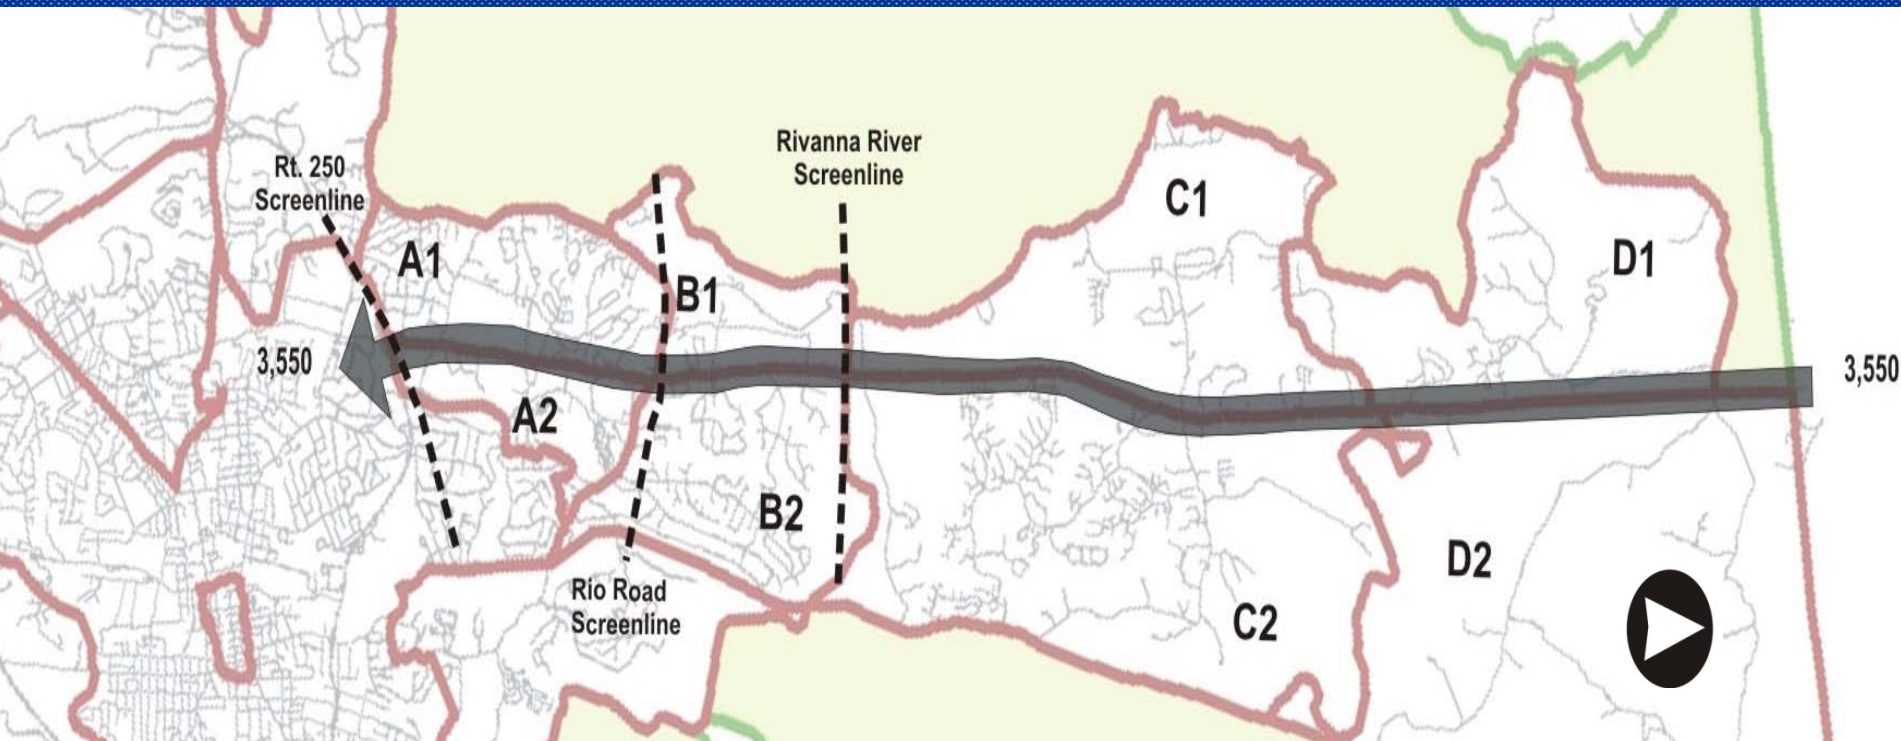 Rivanna River
Screenline
Rt. 250
Screenline
C1
A1
D1
B1
3,550
3,550
A2
B2
D2
Rio Road
Screenline
C2